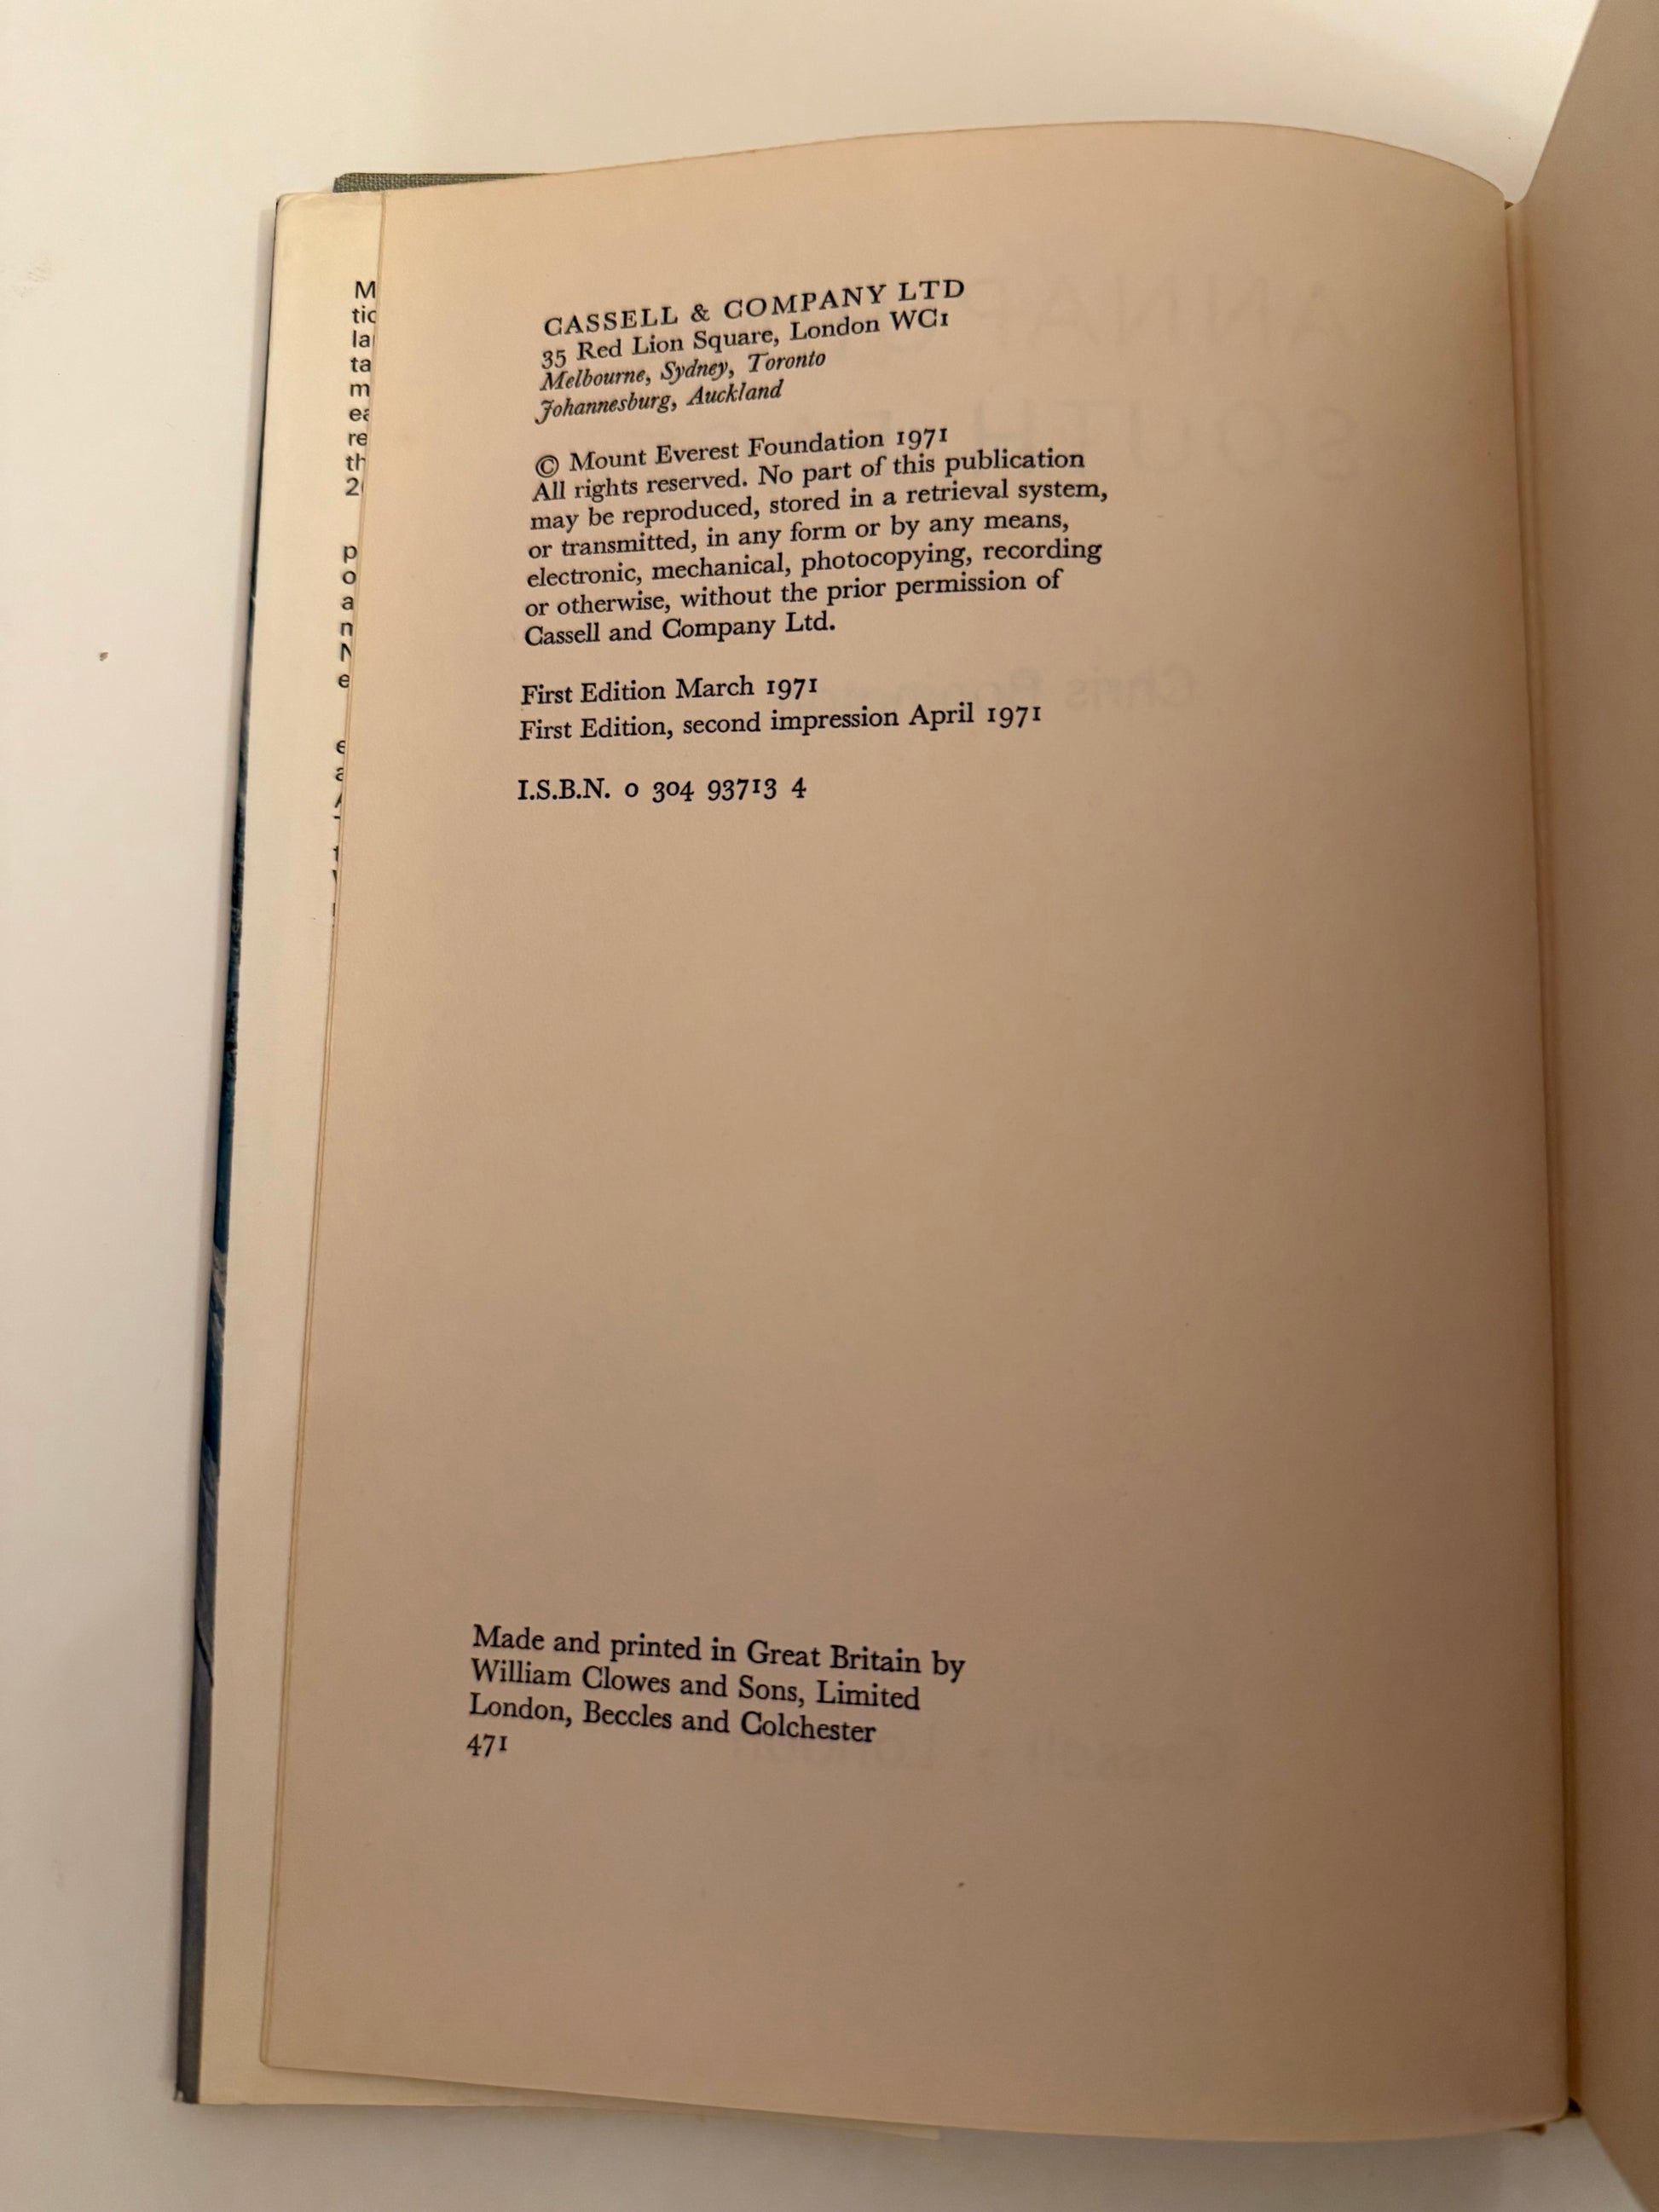 CASSELL & COMPANY LTD
35 Red Lion Square, London WC1
Melbourne, Sydney, Toronto
Johannesburg, Auckland
© Mount Everest Foundation 1971
All rights reserved. No part of this publication
may be reproduced, stored in a retrieval system,
or transmitted, in any form or by any means,
electronic, mechanical, photocopying, recording
or otherwise, without the prior permission of
Cassell and Company Ltd.
First Edition March 1971
First Edition, second impression April 1971
I.S.B.N. 0 304 93713 4
Made and printed in Great Britain by
William Clowes and Sons, Limited
London, Beccles and Colchester
471